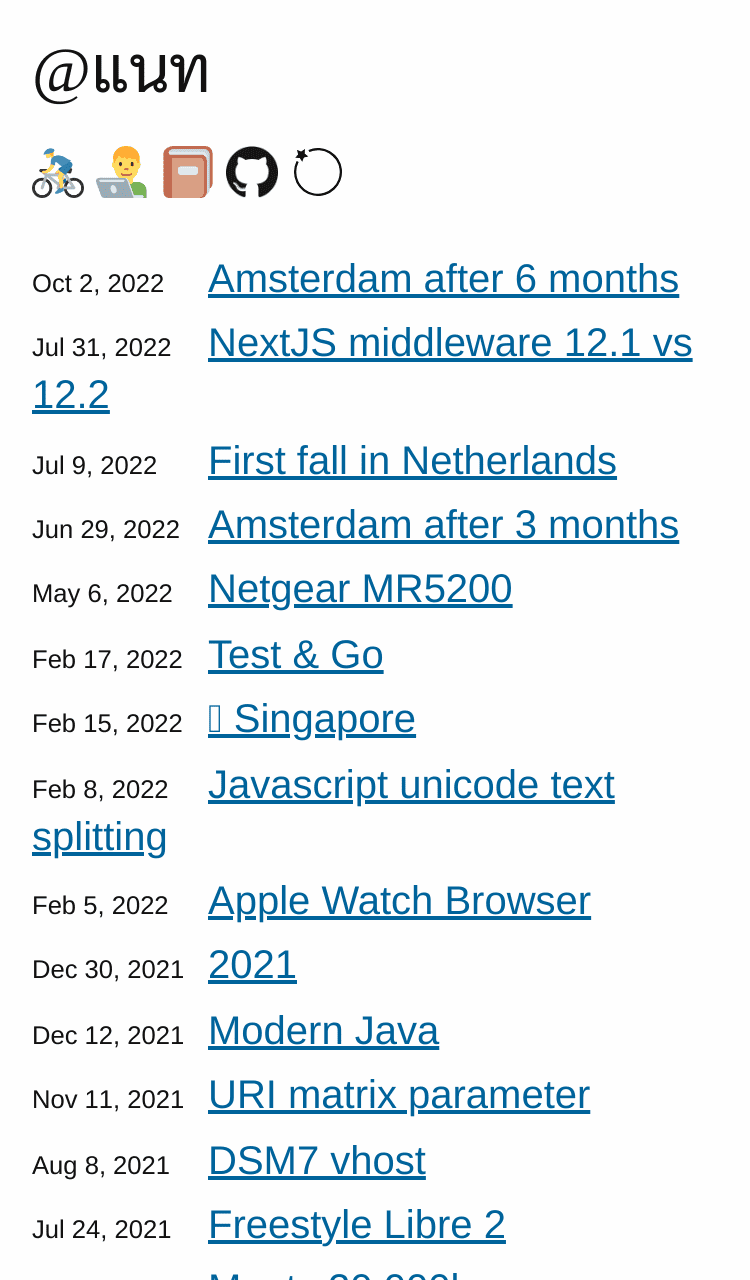 @แนท
Oct 2, 2022 Amsterdam after 6 months
Jul 31, 2022 NextJS middleware 12.1 vs
12.2
Jul 9, 2022 First fall in Netherlands
Jun 29, 2022 Amsterdam after 3 months
May 6, 2022 Netgear MR5200
Feb 17, 2022 Test & Go
Feb 15, 2022 Singapore
Feb 8, 2022 Javascript unicode text
splitting
Feb 5, 2022 Apple Watch Browser
Dec 30, 2021 2021
Dec 12, 2021 Modern Java
Nov 11, 2021 URI matrix parameter
Aug 8, 2021 DSM7 vhost
Jul 24, 2021 Freestyle Libre 2